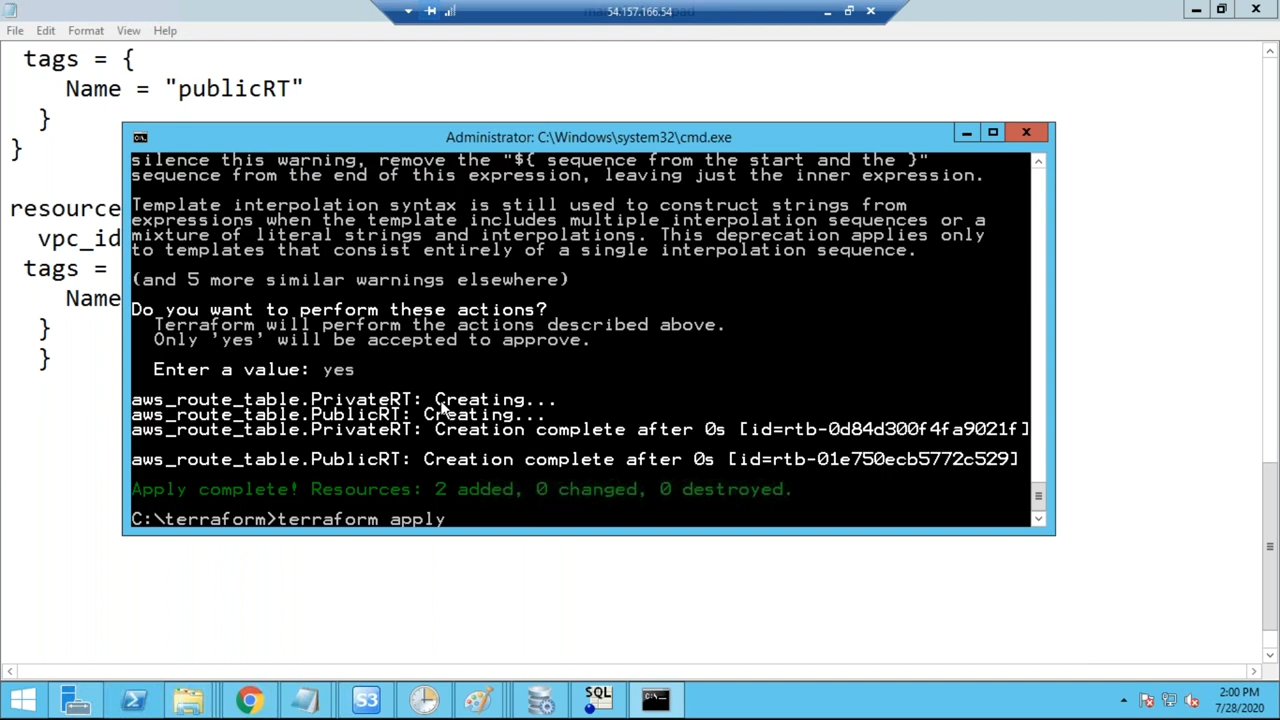 54.157.166.54
File Edit Format View Help
tags = {
Name = "publicRT"
}
}
resource
vpc_id
tags =
Name
}
}
Administrator: C:\Windows\system32\cmd.exe
silence this warning, remove the "${ sequence from the start and the }"
sequence from the end of this expression, leaving just the inner expression.
Template interpolation syntax is still used to construct strings from
expressions when the template includes multiple interpolation sequences or a
mixture of literal strings and interpolations. This deprecation applies only
to templates that consist entirely of a single interpolation sequence.
(and 5 more similar warnings elsewhere)
Do you want to perform these actions?
Terraform will perform the actions described above.
Only 'yes' will be accepted to approve.
Enter a value: yes
aws_route_table.PrivateRT: Creating...
aws_route_table.PublicRT: Creating...
aws_route_table.PrivateRT: Creation complete after 0s [id=rtb-0d84d300f4fa9021f]
aws_route_table.PublicRT: Creation complete after 0s [id=rtb-01e750ecb5772c529]
Apply complete! Resources: 2 added, 0 changed, 0 destroyed.
C:\terraform>terraform apply
S3
SQL
2:00 PM
7/28/2020